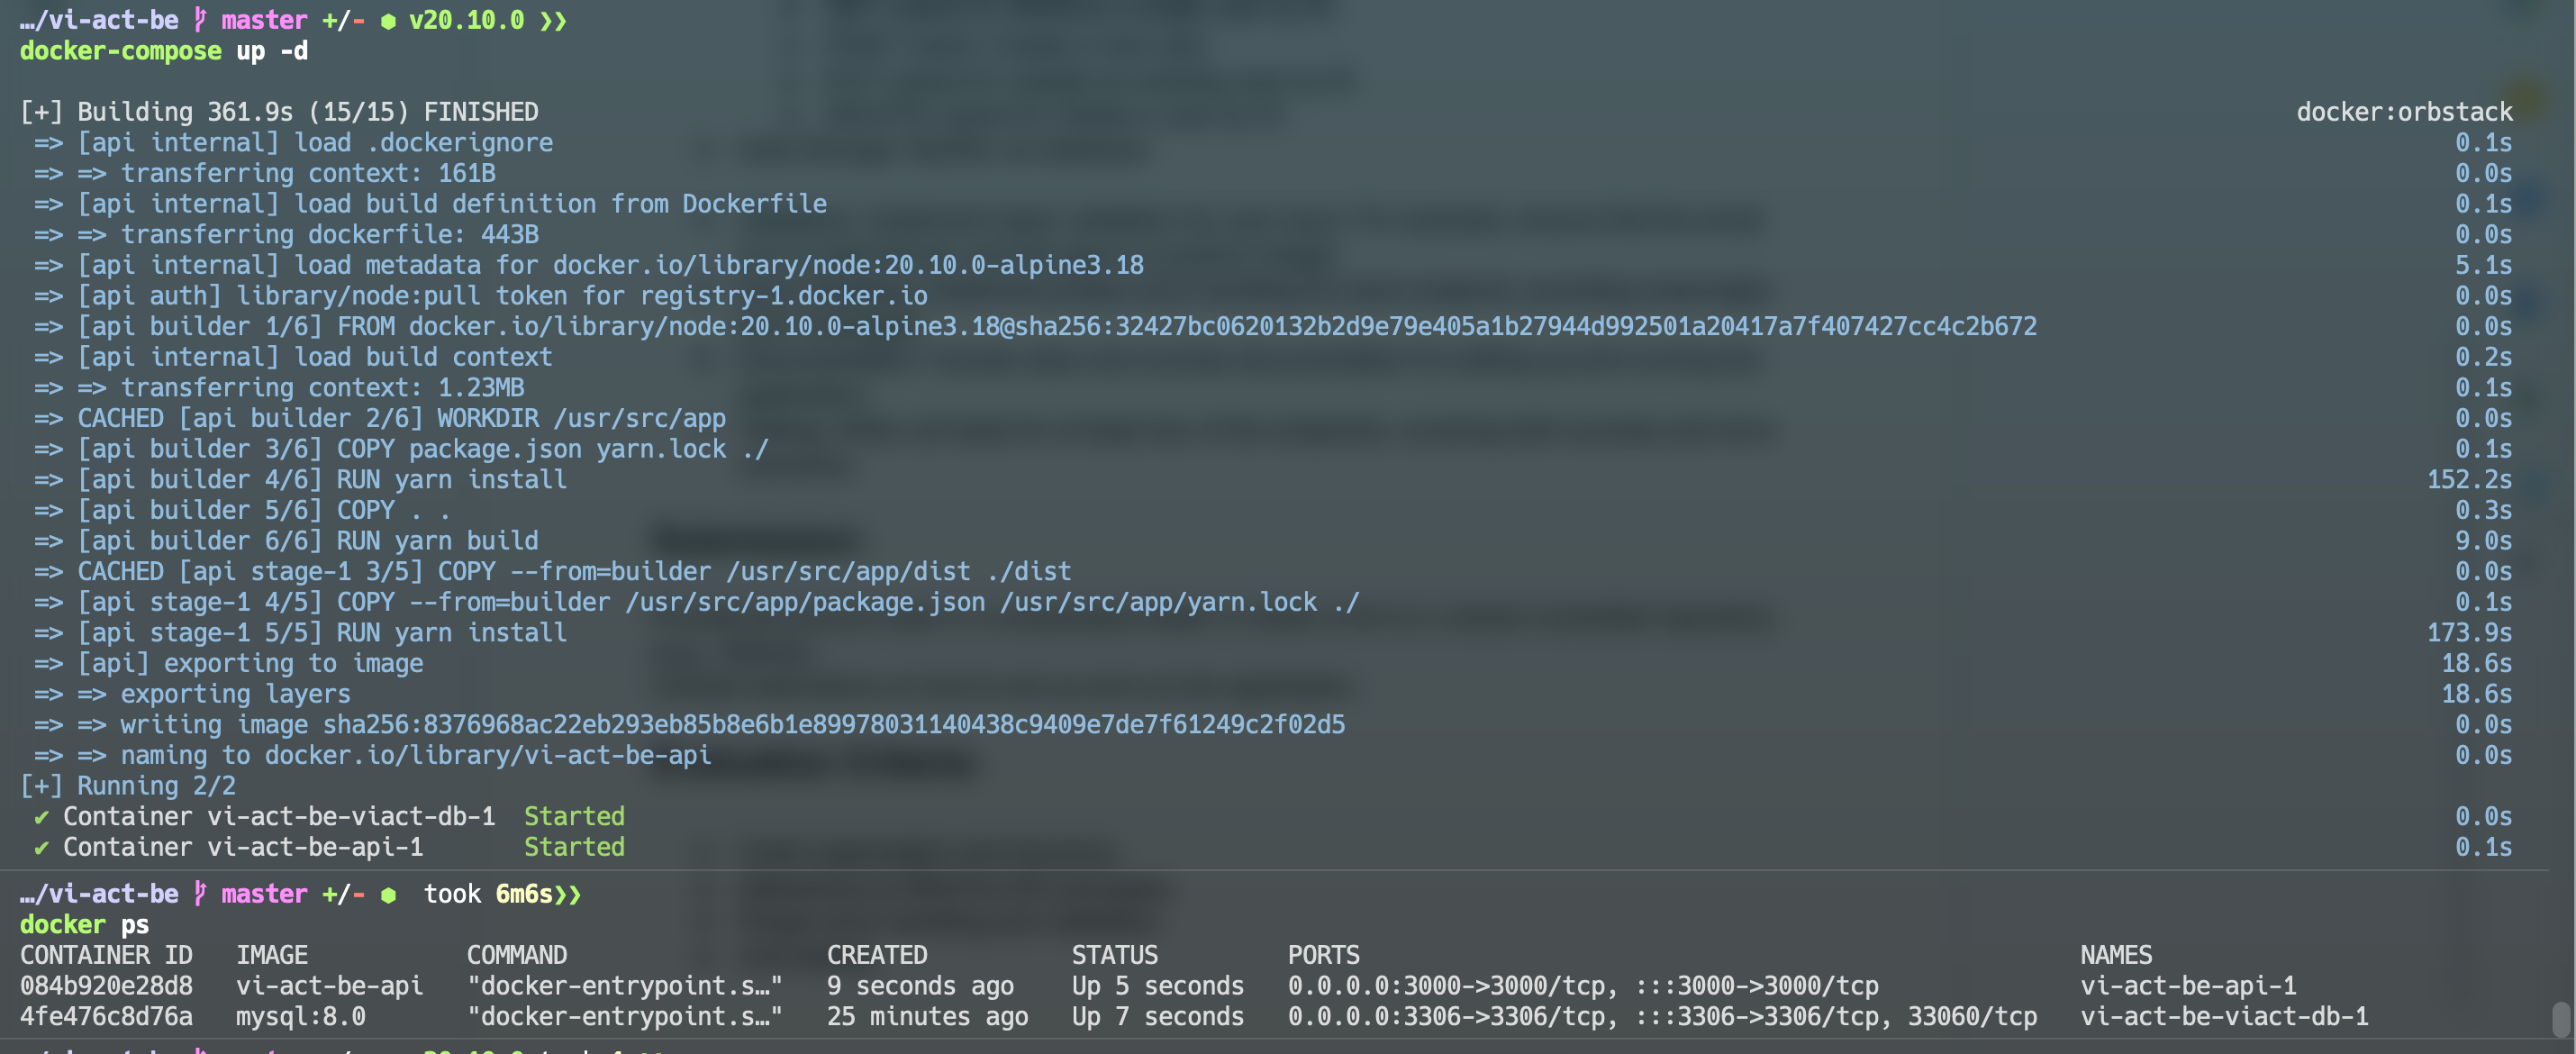 …/vi-act-be master +/- ⬢ v20.10.0 ❯❯
docker-compose up -d
[+] Building 361.9s (15/15) FINISHED docker:orbstack
=> [api internal] load .dockerignore 0.1s
=> => transferring context: 161B 0.0s
=> [api internal] load build definition from Dockerfile 0.1s
=> => transferring dockerfile: 443B 0.0s
=> [api internal] load metadata for docker.io/library/node:20.10.0-alpine3.18 5.1s
=> [api auth] library/node:pull token for registry-1.docker.io 0.0s
=> [api builder 1/6] FROM docker.io/library/node:20.10.0-alpine3.18@sha256:32427bc0620132b2d9e79e405a1b27944d992501a20417a7f407427cc4c2b672 0.0s
=> [api internal] load build context 0.2s
=> => transferring context: 1.23MB 0.1s
=> CACHED [api builder 2/6] WORKDIR /usr/src/app 0.0s
=> [api builder 3/6] COPY package.json yarn.lock ./ 0.1s
=> [api builder 4/6] RUN yarn install 152.2s
=> [api builder 5/6] COPY . . 0.3s
=> [api builder 6/6] RUN yarn build 9.0s
=> CACHED [api stage-1 3/5] COPY --from=builder /usr/src/app/dist ./dist 0.0s
=> [api stage-1 4/5] COPY --from=builder /usr/src/app/package.json /usr/src/app/yarn.lock ./ 0.1s
=> [api stage-1 5/5] RUN yarn install 173.9s
=> [api] exporting to image 18.6s
=> => exporting layers 18.6s
=> => writing image sha256:8376968ac22eb293eb85b8e6b1e89978031140438c9409e7de7f61249c2f02d5 0.0s
=> => naming to docker.io/library/vi-act-be-api 0.0s
[+] Running 2/2
✔ Container vi-act-be-viact-db-1 Started 0.0s
✔ Container vi-act-be-api-1 Started 0.1s
…/vi-act-be master +/- ⬢ took 6m6s❯❯
docker ps
CONTAINER ID IMAGE COMMAND CREATED STATUS PORTS NAMES
084b920e28d8 vi-act-be-api "docker-entrypoint.s…" 9 seconds ago Up 5 seconds 0.0.0.0:3000->3000/tcp, :::3000->3000/tcp vi-act-be-api-1
4fe476c8d76a mysql:8.0 "docker-entrypoint.s…" 25 minutes ago Up 7 seconds 0.0.0.0:3306->3306/tcp, :::3306->3306/tcp, 33060/tcp vi-act-be-viact-db-1